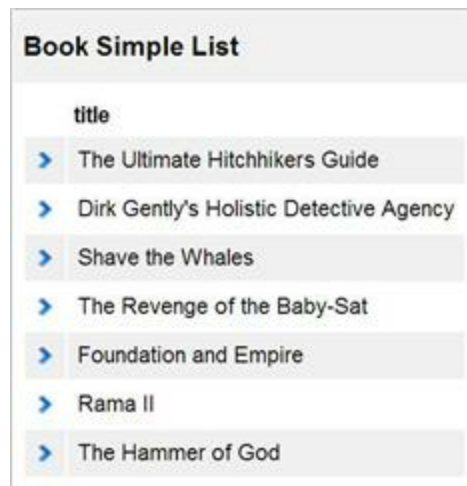 Book Simple List
title
The Ultimate Hitchhikers Guide
Dirk Gently's Holistic Detective Agency
Shave the Whales
The Revenge of the Baby-Sat
Foundation and Empire
Rama II
The Hammer of God